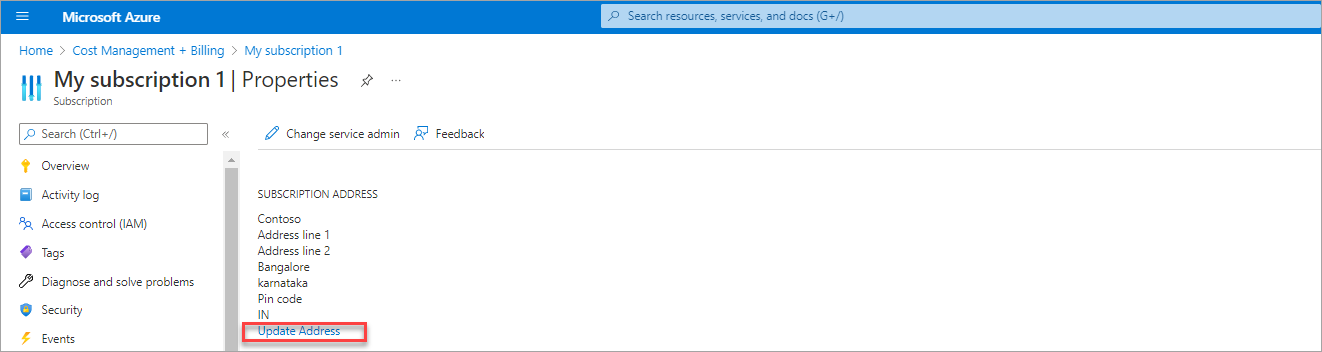 Microsoft Azure
Search resources, services, and docs (G+/)
Home > Cost Management + Billing > My subscription 1
My subscription 1 | Properties
Subscription
Search (Ctrl+/)
Change service admin
Feedback
Overview
Activity log
Access control (IAM)
Tags
Diagnose and solve problems
Security
Events
SUBSCRIPTION ADDRESS
Contoso
Address line 1
Address line 2
Bangalore
karnataka
Pin code
IN
Update Address